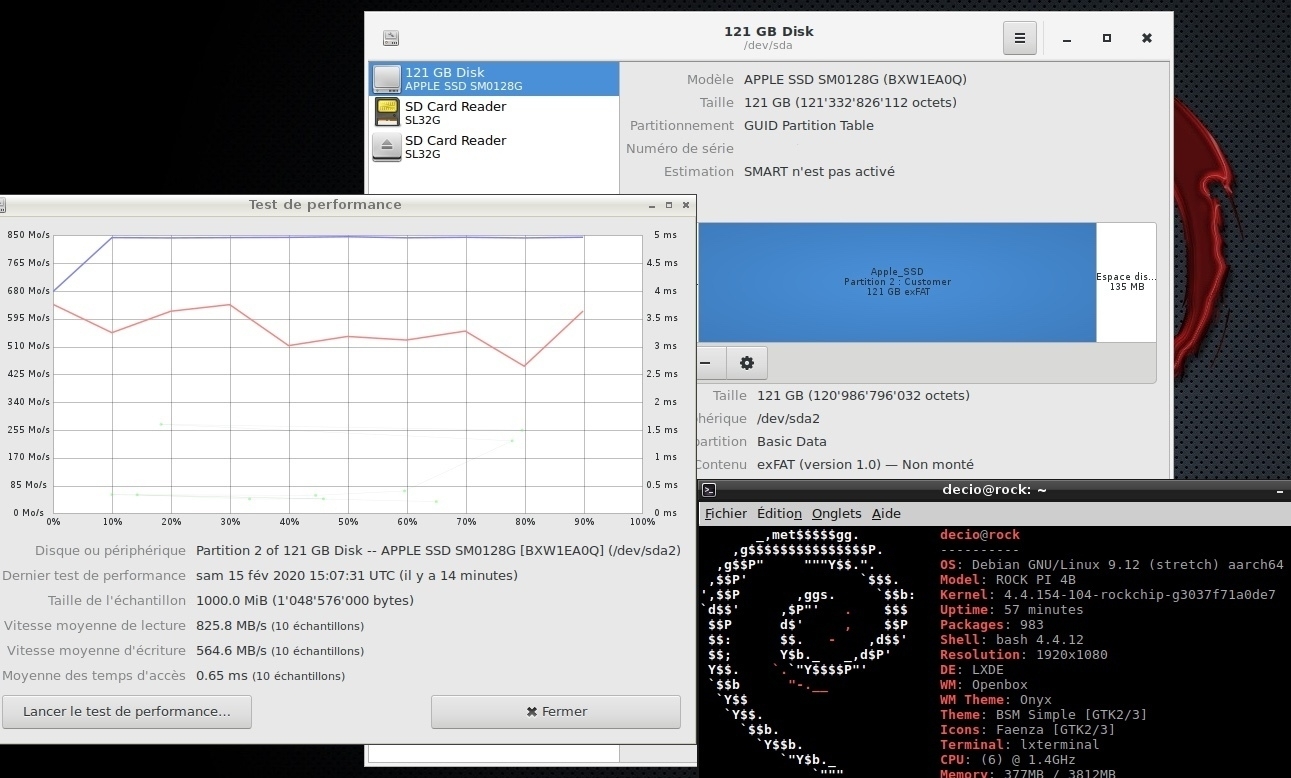 121 GB Disk
/dev/sda
121 GB Disk
APPLE SSD SM0128G
SD Card Reader
SL32G
SD Card Reader
SL32G
Modèle APPLE SSD SM0128G (BXW1EA0Q)
Taille 121 GB (121'332'826'112 octets)
Partitionnement GUID Partition Table
Numéro de série
Estimation SMART n'est pas activé
Apple_SSD
Partition 2 : Customer
121 GB exFAT
Espace dis...
135 MB
Taille 121 GB (120'986'796'032 octets)
hérique /dev/sda2
partition Basic Data
Contenu exFAT (version 1.0) — Non monté
Test de performance
850 Mo/s
765 Mo/s
680 Mo/s
595 Mo/s
510 Mo/s
425 Mo/s
340 Mo/s
255 Mo/s
170 Mo/s
85 Mo/s
0 Mo/s
5 ms
4.5 ms
4 ms
3.5 ms
3 ms
2.5 ms
2 ms
1.5 ms
1 ms
0.5 ms
0 ms
0% 10% 20% 30% 40% 50% 60% 70% 80% 90% 100%
Disque ou périphérique Partition 2 of 121 GB Disk -- APPLE SSD SM0128G [BXW1EA0Q] (/dev/sda2)
Dernier test de performance sam 15 fév 2020 15:07:31 UTC (il y a 14 minutes)
Taille de l'échantillon 1000.0 MiB (1'048'576'000 bytes)
Vitesse moyenne de lecture 825.8 MB/s (10 échantillons)
Vitesse moyenne d'écriture 564.6 MB/s (10 échantillons)
Moyenne des temps d'accès 0.65 ms (10 échantillons)
Lancer le test de performance...
Fermer
decio@rock: ~
Fichier Édition Onglets Aide
_,met$$$$$gg.
,g$$$$$$$$$$$$$$$P.
,g$$P" """Y$$.".
,$$P' `$$$.
',$$P ,ggs. `$$b:
`d$$' ,$P"' . $$$
$$P d$' , $$P
$$: $$. - ,d$$'
$$; Y$b._ _,d$P'
Y$$. `.`"Y$$$$P"'
`$$b "-.__
`Y$$
`Y$$.
`$$b.
`Y$$b.
`"Y$b._
`"""
decio@rock
----------
OS: Debian GNU/Linux 9.12 (stretch) aarch64
Model: ROCK PI 4B
Kernel: 4.4.154-104-rockchip-g3037f71a0de7
Uptime: 57 minutes
Packages: 983
Shell: bash 4.4.12
Resolution: 1920x1080
DE: LXDE
WM: Openbox
WM Theme: Onyx
Theme: BSM Simple [GTK2/3]
Icons: Faenza [GTK2/3]
Terminal: lxterminal
CPU: (6) @ 1.4GHz
Memory: 377MB / 3812MB